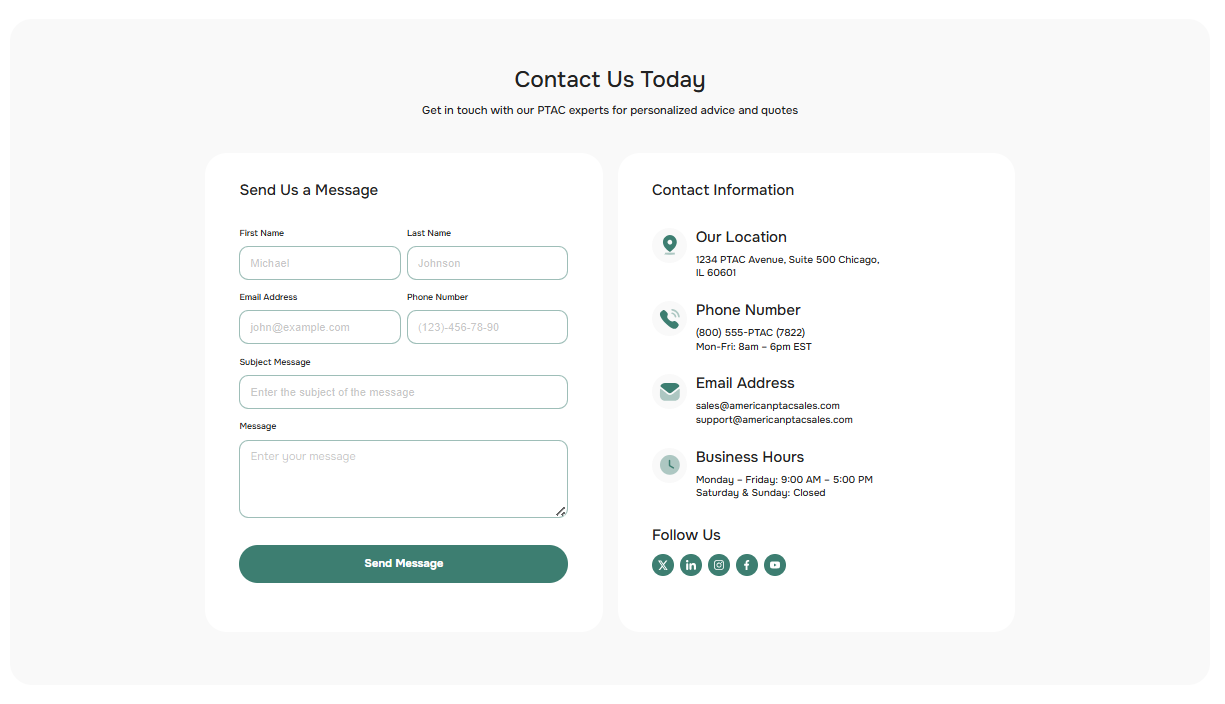 Contact Us Today
Get in touch with our PTAC experts for personalized advice and quotes
Send Us a Message
First Name
Last Name
Michael
Johnson
Email Address
Phone Number
john@example.com
(123)-456-78-90
Subject Message
Enter the subject of the message
Message
Enter your message
Send Message
Contact Information
Our Location
1234 PTAC Avenue, Suite 500 Chicago,
IL 60601
Phone Number
(800) 555-PTAC (7822)
Mon-Fri: 8am – 6pm EST
Email Address
sales@americanptacsales.com
support@americanptacsales.com
Business Hours
Monday – Friday: 9:00 AM – 5:00 PM
Saturday & Sunday: Closed
Follow Us